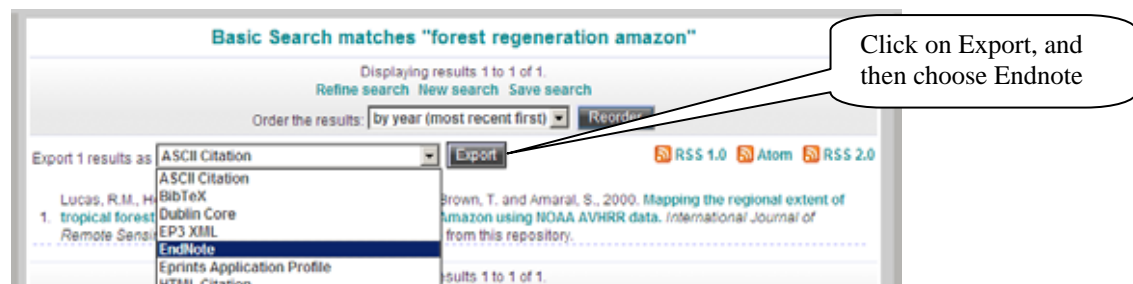 Basic Search matches "forest regeneration amazon"
Click on Export, and
then choose Endnote
Displaying results 1 to 1 of 1.
Refine search New search Save search
Order the results: by year (most recent first) Reorder
Export 1 results as ASCII Citation Export RSS 1.0 Atom RSS 2.0
ASCII Citation
BibTeX
Dublin Core
EP3 XML
EndNote
Eprints Application Profile
HTML Citation
Lucas, R.M., Brown, T. and Amaral, S., 2000. Mapping the regional extent of
1. tropical forest Amazon using NOAA AVHRR data. International Journal of
Remote from this repository.
results 1 to 1 of 1.